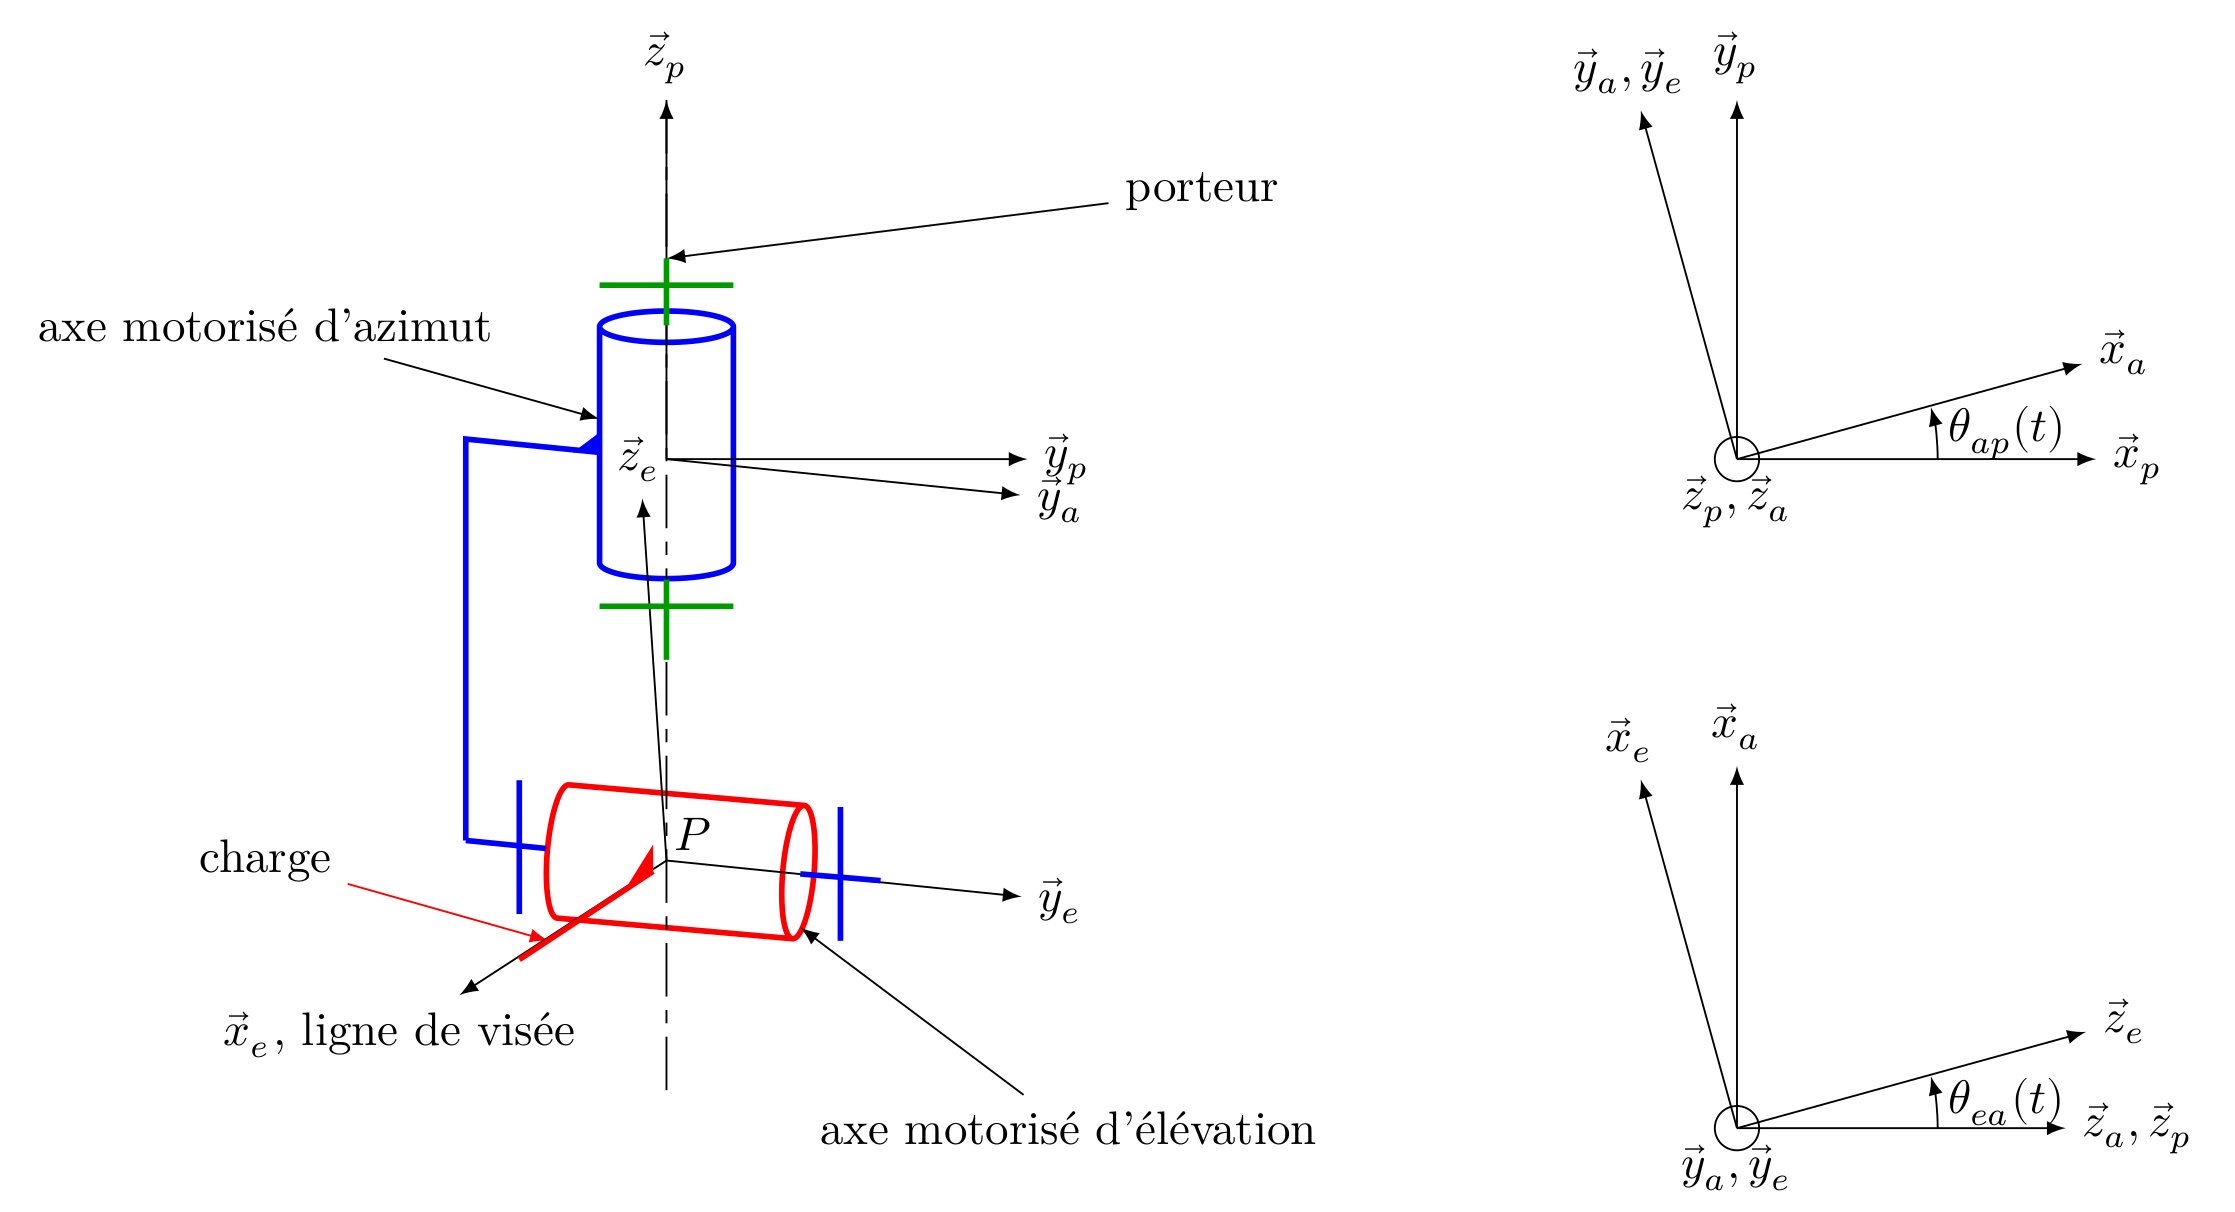 $\vec{z}_p$
porteur
axe motorisé d'azimut
$\vec{z}_e$
$\vec{y}_p$
$\vec{y}_a$
P
charge
$\vec{y}_e$
$\vec{x}_e$, ligne de visée
axe motorisé d'élévation
$\vec{y}_a, \vec{y}_e$
$\vec{y}_p$
$\vec{x}_a$
$\theta_{ap}(t)$
$\vec{x}_p$
$\vec{z}_p, \vec{z}_a$
$\vec{x}_e$
$\vec{x}_a$
$\vec{z}_e$
$\theta_{ea}(t)$
$\vec{z}_a, \vec{z}_p$
$\vec{y}_a, \vec{y}_e$